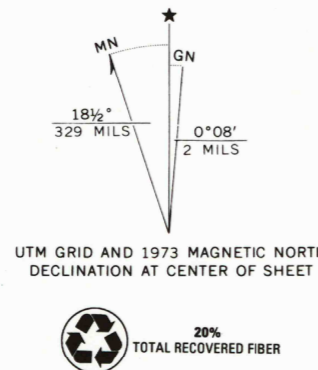 MN
GN
18½°
329 MILS
0°08′
2 MILS
UTM GRID AND 1973 MAGNETIC NORTH
DECLINATION AT CENTER OF SHEET
20%
TOTAL RECOVERED FIBER